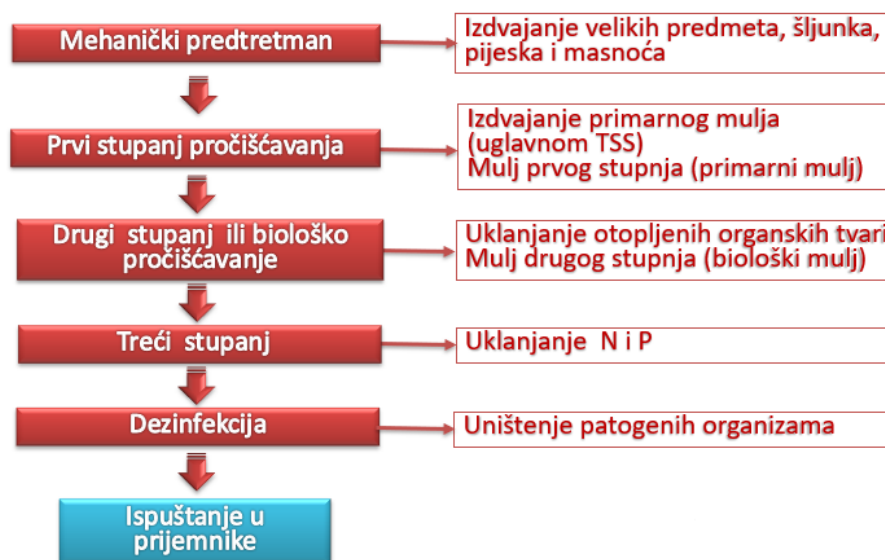 Mehanički predtretman
Izdvajanje velikih predmeta, šljunka,
pijeska i masnoća
Prvi stupanj pročišćavanja
Izdvajanje primarnog mulja
(uglavnom TSS)
Mulj prvog stupnja (primarni mulj)
Drugi stupanj ili biološko
pročišćavanje
Uklanjanje otopljenih organskih tvari
Mulj drugog stupnja (biološki mulj)
Treći stupanj
Uklanjanje N i P
Dezinfekcija
Uništenje patogenih organizama
Ispuštanje u
prijemnike